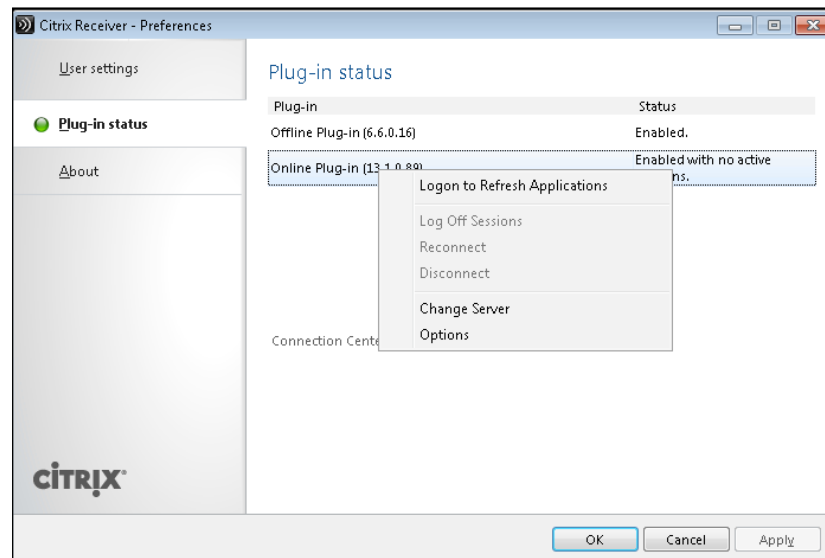 Citrix Receiver - Preferences
User settings
Plug-in status
About
CITRIX
Plug-in status
Plug-in Status
Offline Plug-in (6.6.0.16) Enabled.
Online Plug-in (13.1.0.89) Enabled with no active
Logon to Refresh Applications
Log Off Sessions
Reconnect
Disconnect
Change Server
Options
Connection
OK Cancel Apply